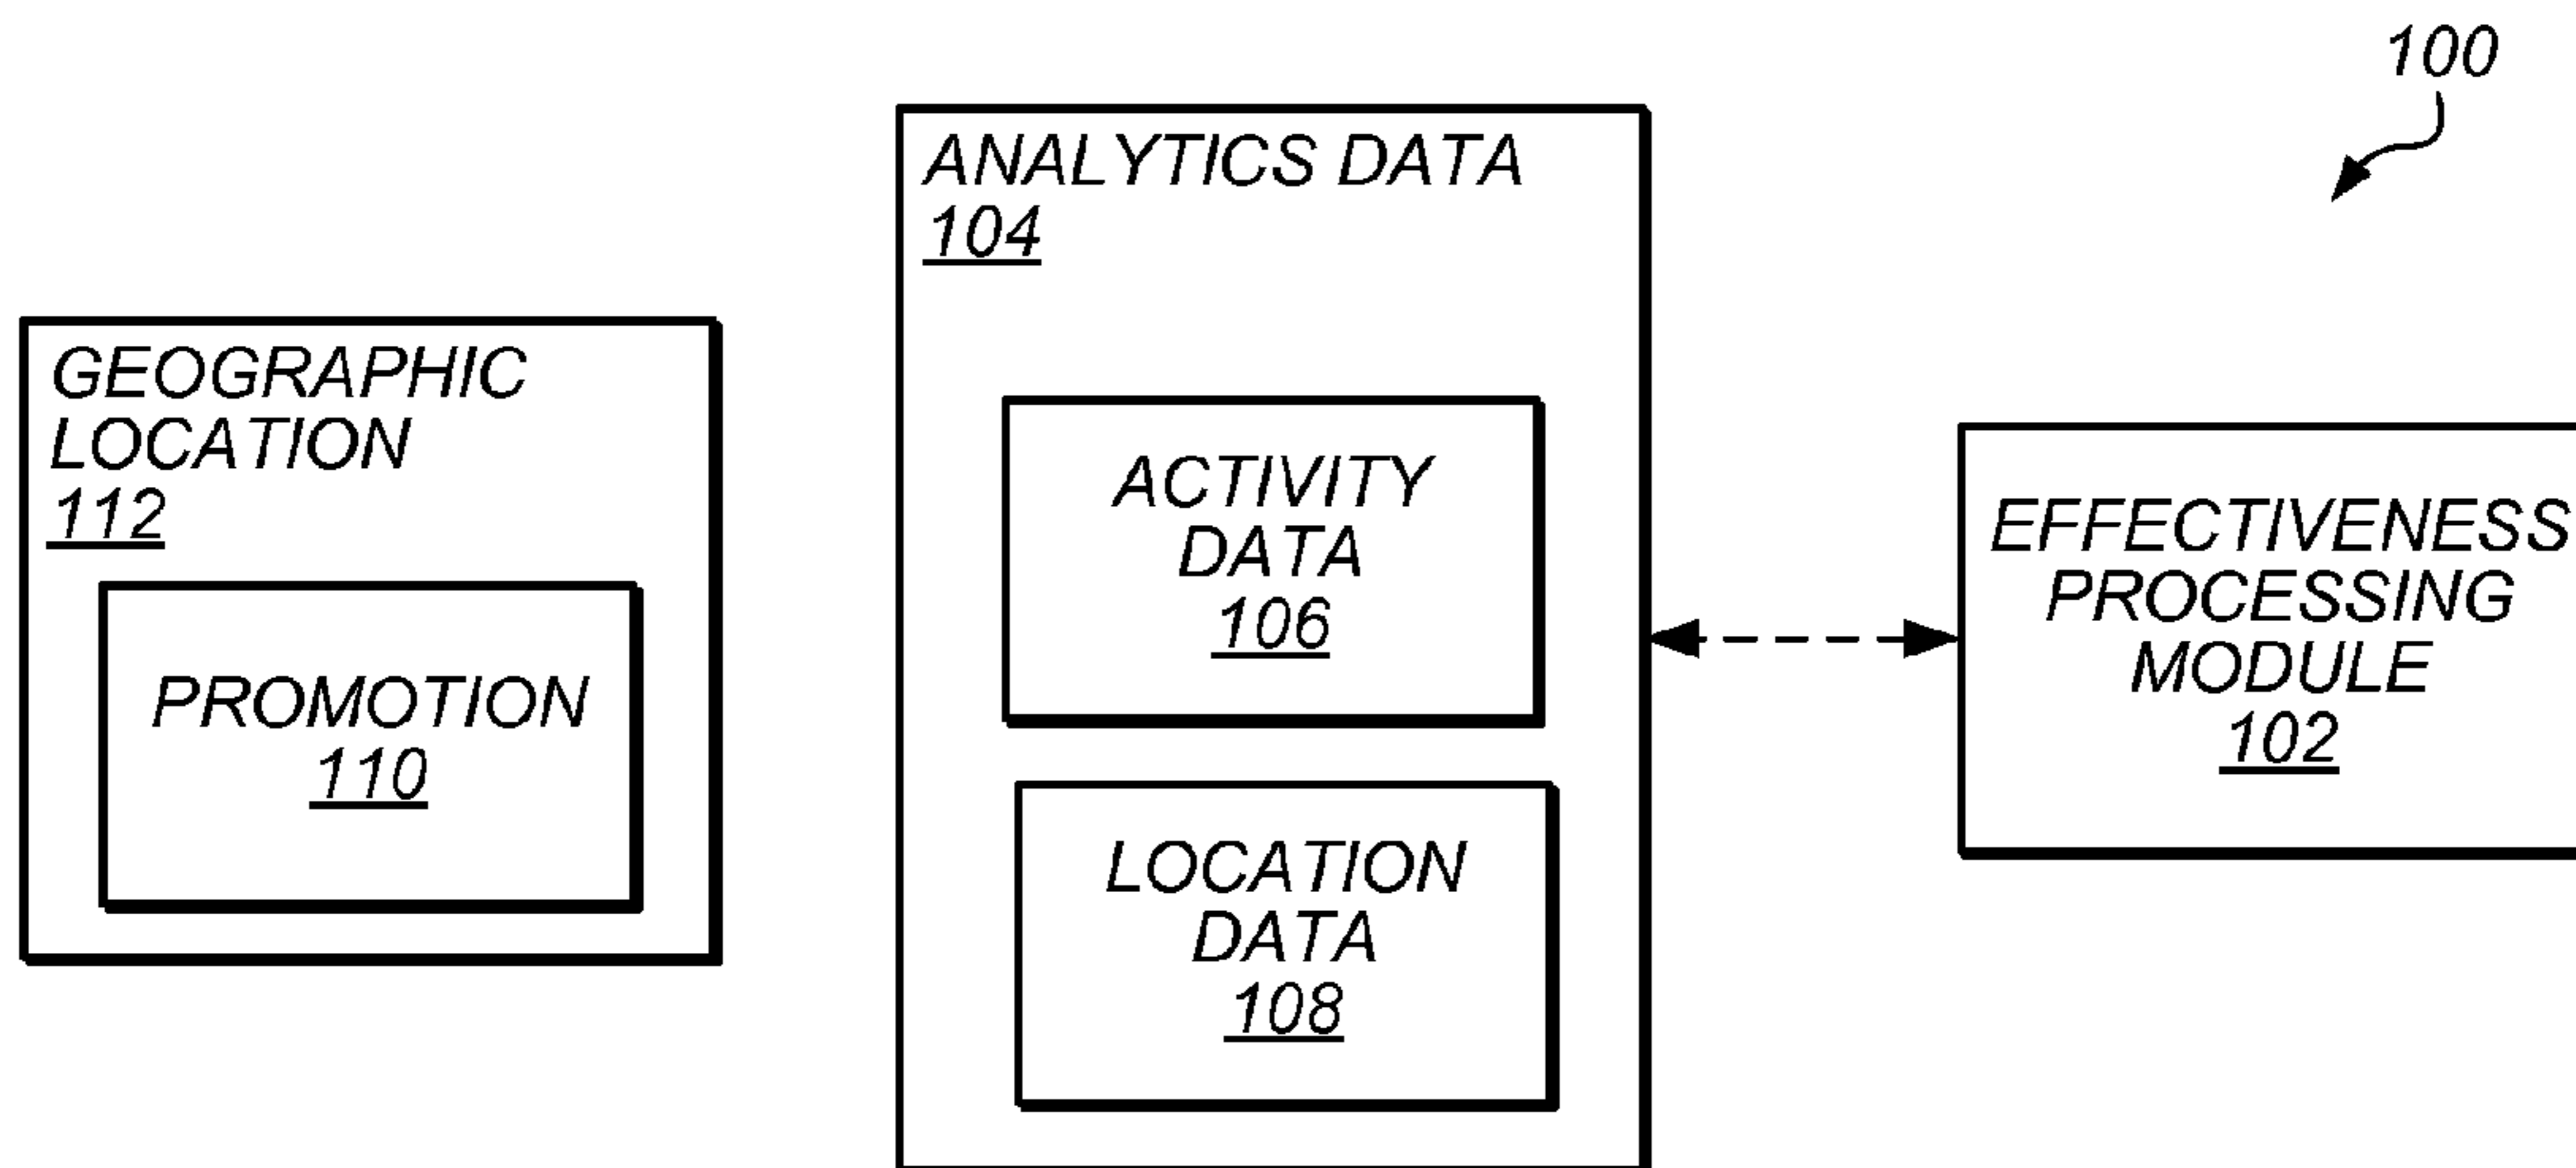 100
ANALYTICS DATA
104
GEOGRAPHIC
LOCATION
112
PROMOTION
110
ACTIVITY
DATA
106
LOCATION
DATA
108
EFFECTIVENESS
PROCESSING
MODULE
102